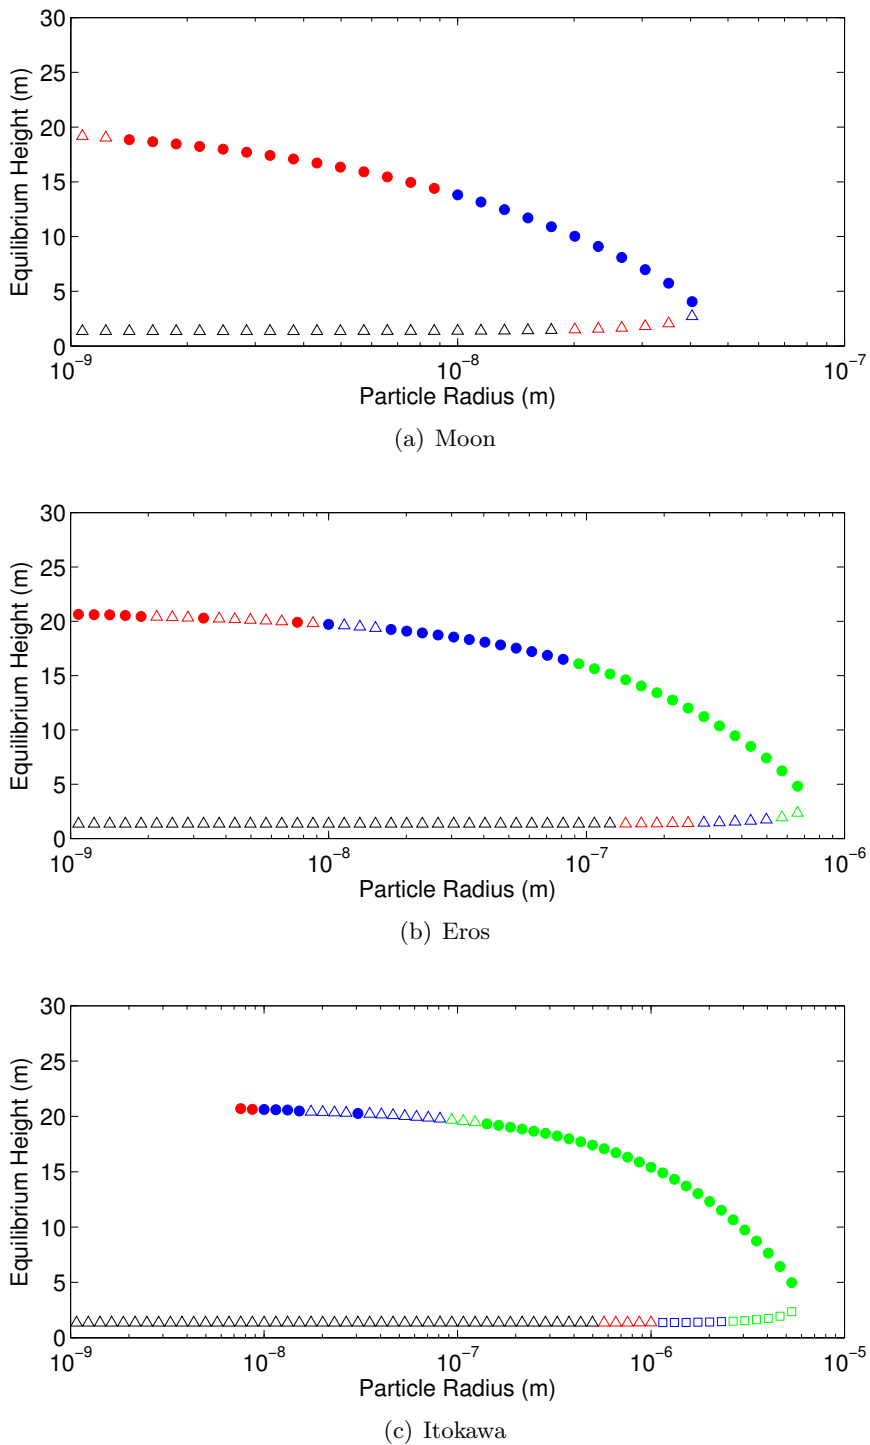 30
25
20
15
10
5
0
Equilibrium Height (m)
10⁻⁹ 10⁻⁸ 10⁻⁷
Particle Radius (m)
(a) Moon
30
25
20
15
10
5
0
Equilibrium Height (m)
10⁻⁹ 10⁻⁸ 10⁻⁷ 10⁻⁶
Particle Radius (m)
(b) Eros
30
25
20
15
10
5
0
Equilibrium Height (m)
10⁻⁹ 10⁻⁸ 10⁻⁷ 10⁻⁶ 10⁻⁵
Particle Radius (m)
(c) Itokawa